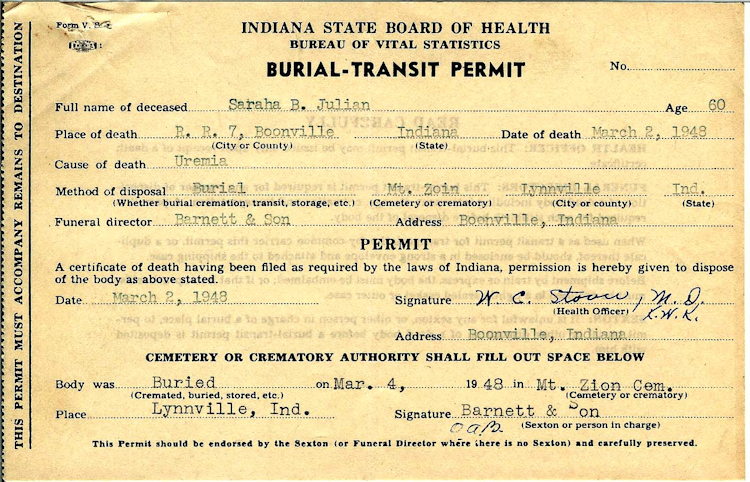 Form V. S.
INDIANA STATE BOARD OF HEALTH
BUREAU OF VITAL STATISTICS
BURIAL-TRANSIT PERMIT
No.
Full name of deceased Saraha B. Julian Age 60
Place of death R. R. 7, Boonville Indiana Date of death March 2, 1948
(City or County) (State)
Cause of death Uremia
Method of disposal Burial Mt. Zoin Lynnville Ind.
(Whether burial cremation, transit, storage, etc.) (Cemetery or crematory) (City or county) (State)
Funeral director Barnett & Son Address Boonville, Indiana
PERMIT
A certificate of death having been filed as required by the laws of Indiana, permission is hereby given to dispose
of the body as above stated.
Date March 2, 1948 Signature W. C. Stover, M. D.
(Health Officer) R.W.K.
Address Boonville, Indiana
CEMETERY OR CREMATORY AUTHORITY SHALL FILL OUT SPACE BELOW
Body was Buried on Mar. 4, 1948 in Mt. Zion Cem.
(Cremated, buried, stored, etc.) (Cemetery or crematory)
Place Lynnville, Ind. Signature Barnett & Son
O.A.B. (Sexton or person in charge)
This Permit should be endorsed by the Sexton (or Funeral Director where there is no Sexton) and carefully preserved.
THIS PERMIT MUST ACCOMPANY REMAINS TO DESTINATION